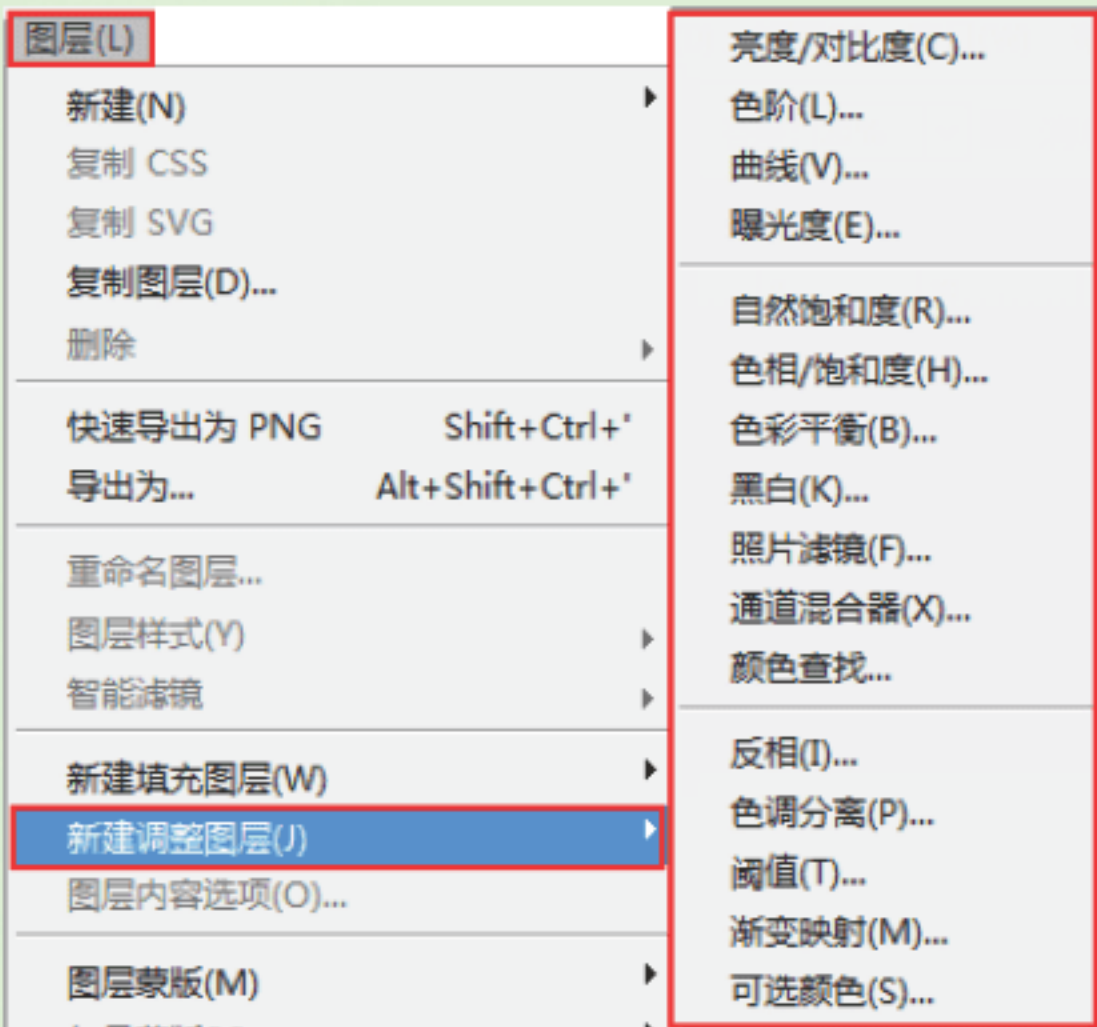 图层(L)
新建(N)
复制 CSS
复制 SVG
复制图层(D)...
删除
快速导出为 PNG Shift+Ctrl+'
导出为... Alt+Shift+Ctrl+'
重命名图层...
图层样式(Y)
智能滤镜
新建填充图层(W)
新建调整图层(J)
图层内容选项(O)...
图层蒙版(M)
亮度/对比度(C)...
色阶(L)...
曲线(V)...
曝光度(E)...
自然饱和度(R)...
色相/饱和度(H)...
色彩平衡(B)...
黑白(K)...
照片滤镜(F)...
通道混合器(X)...
颜色查找...
反相(I)...
色调分离(P)...
阈值(T)...
渐变映射(M)...
可选颜色(S)...